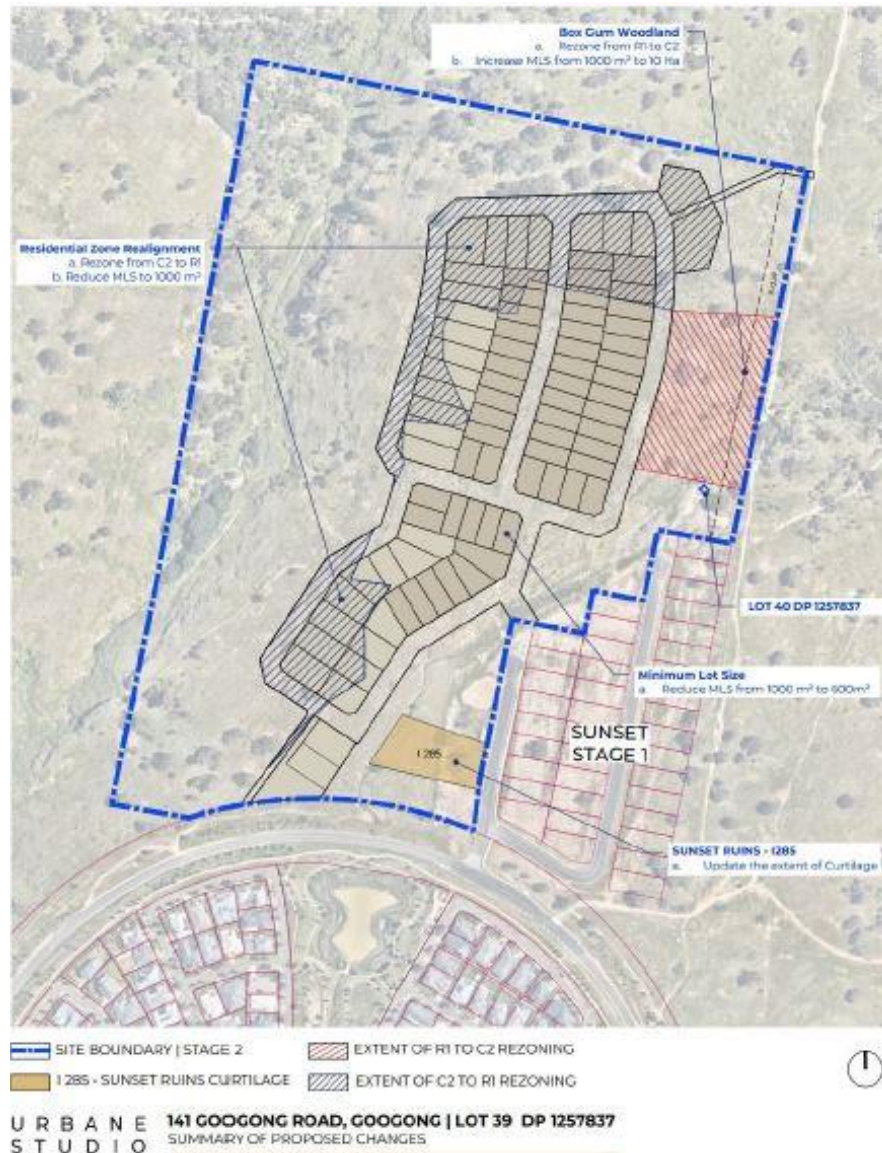 Box Gum Woodland
a. Rezone from R1 to C2
b. Increase MLS from 1000 m² to 10 Ha
Residential Zone Realignment
a. Rezone from C2 to R1
b. Reduce MLS to 1000 m²
LOT 40 DP 1257837
Minimum Lot Size
a. Reduce MLS from 1000 m² to 600m²
SUNSET
STAGE 1
I 285
SUNSET RUINS - I285
a. Update the extent of Curtilage
SITE BOUNDARY | STAGE 2
EXTENT OF R1 TO C2 REZONING
I 285 - SUNSET RUINS CURTILAGE
EXTENT OF C2 TO R1 REZONING
URBANE
STUDIO
141 GOOGONG ROAD, GOOGONG | LOT 39 DP 1257837
SUMMARY OF PROPOSED CHANGES